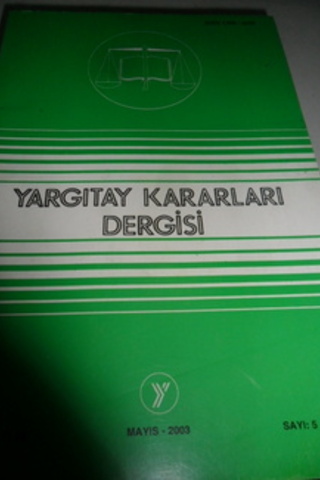 YARGITAY KARARLARI
DERGİSİ
Y
MAYIS - 2003
SAYI: 5